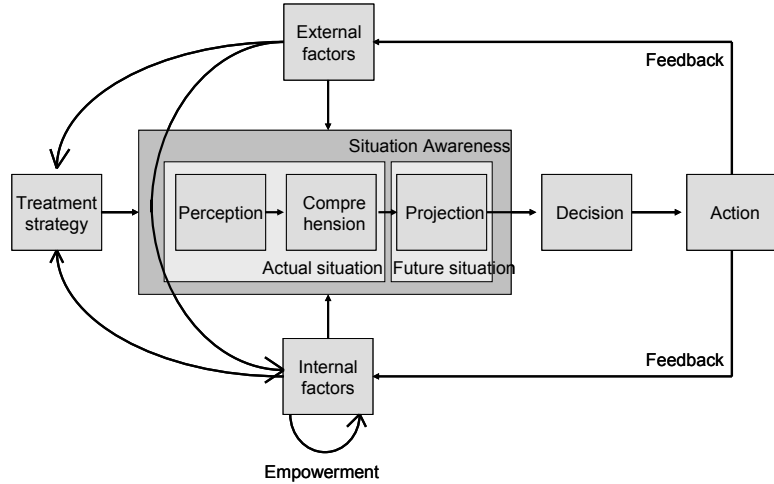 External
factors
Feedback
Situation Awareness
Treatment
strategy
Perception
Compre
hension
Projection
Decision
Action
Actual situation
Future situation
Internal
factors
Feedback
Empowerment